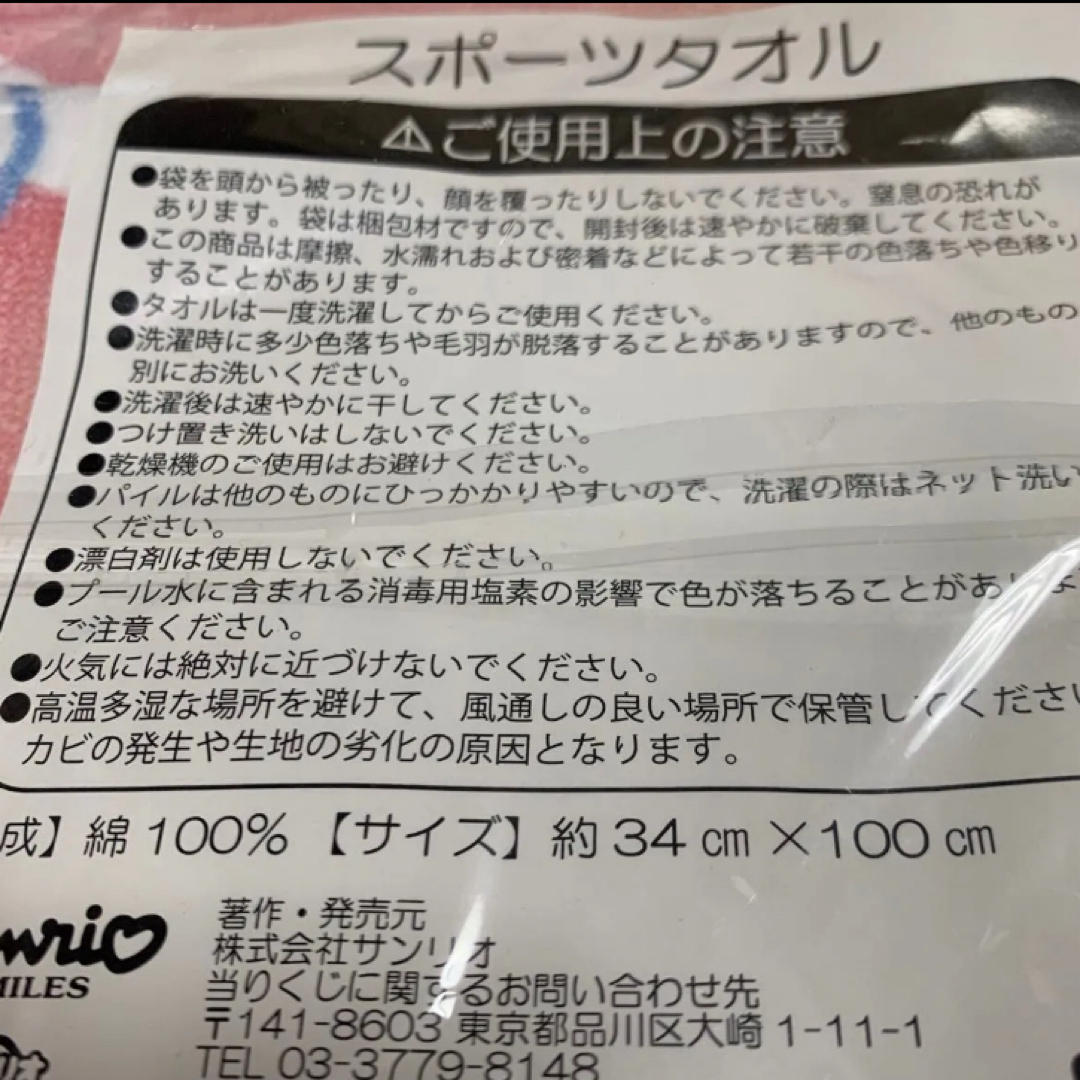 スポーツタオル
⚠ご使用上の注意
●袋を頭から被ったり、顔を覆ったりしないでください。窒息の恐れが
あります。袋は梱包材ですので、開封後は速やかに破棄してください。
●この商品は摩擦、水濡れおよび密着などによって若干の色落ちや色移り
することがあります。
●タオルは一度洗濯してからご使用ください。
●洗濯時に多少色落ちや毛羽が脱落することがありますので、他のもの
別にお洗いください。
●洗濯後は速やかに干してください。
●つけ置き洗いはしないでください。
●乾燥機のご使用はお避けください。
●パイルは他のものにひっかかりやすいので、洗濯の際はネット洗い
ください。
●漂白剤は使用しないでください。
●プール水に含まれる消毒用塩素の影響で色が落ちることがあ
ご注意ください。
●火気には絶対に近づけないでください。
●高温多湿な場所を避けて、風通しの良い場所で保管してください
カビの発生や生地の劣化の原因となります。
成】綿100%【サイズ】約34cm×100cm
nrio
MILES
著作・発売元
株式会社サンリオ
当りくじに関するお問い合わせ先
〒141-8603 東京都品川区大崎1-11-1
TEL 03-3779-8148